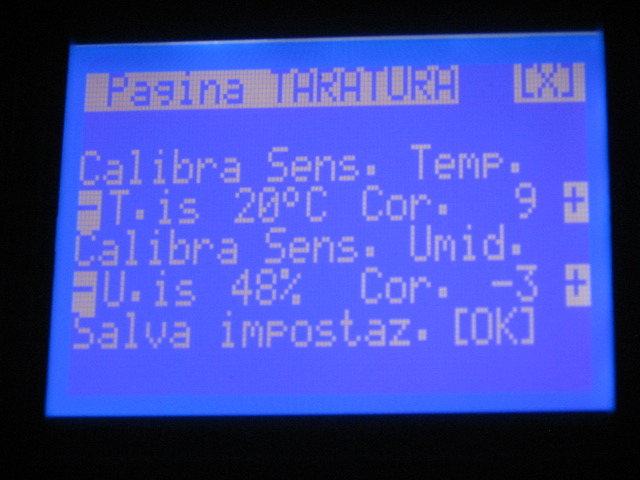 Pagina TARATURA [X]
Calibra Sens. Temp.
- T.is 20°C Cor. 9 +
Calibra Sens. Umid.
- U.is 48% Cor. -3 +
Salva impostaz. [OK]